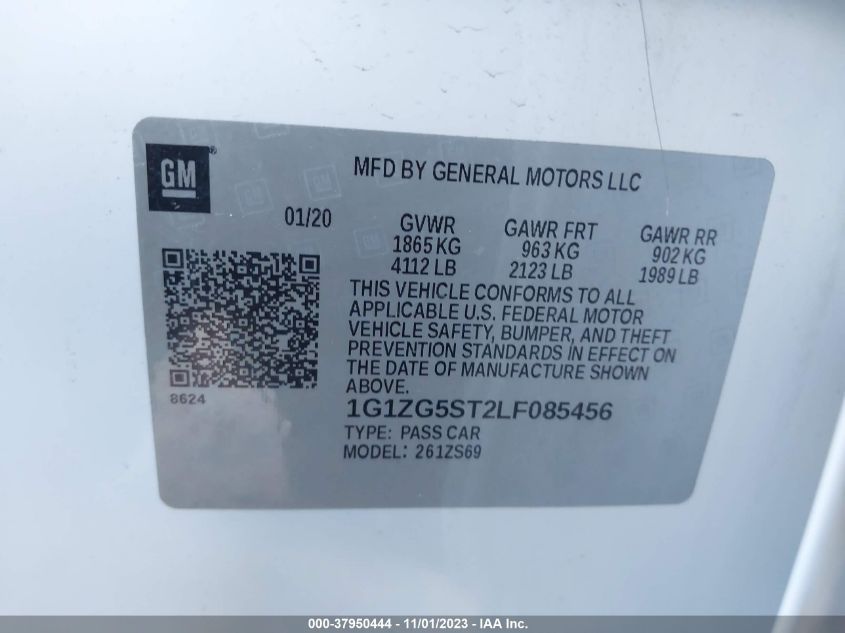 GM
MFD BY GENERAL MOTORS LLC
01/20
GVWR GAWR FRT GAWR RR
1865 KG 963 KG 902 KG
4112 LB 2123 LB 1989 LB
THIS VEHICLE CONFORMS TO ALL
APPLICABLE U.S. FEDERAL MOTOR
VEHICLE SAFETY, BUMPER, AND THEFT
PREVENTION STANDARDS IN EFFECT ON
THE DATE OF MANUFACTURE SHOWN
ABOVE.
8624
1G1ZG5ST2LF085456
TYPE: PASS CAR
MODEL: 261ZS69
000-37950444 - 11/01/2023 - IAA Inc.